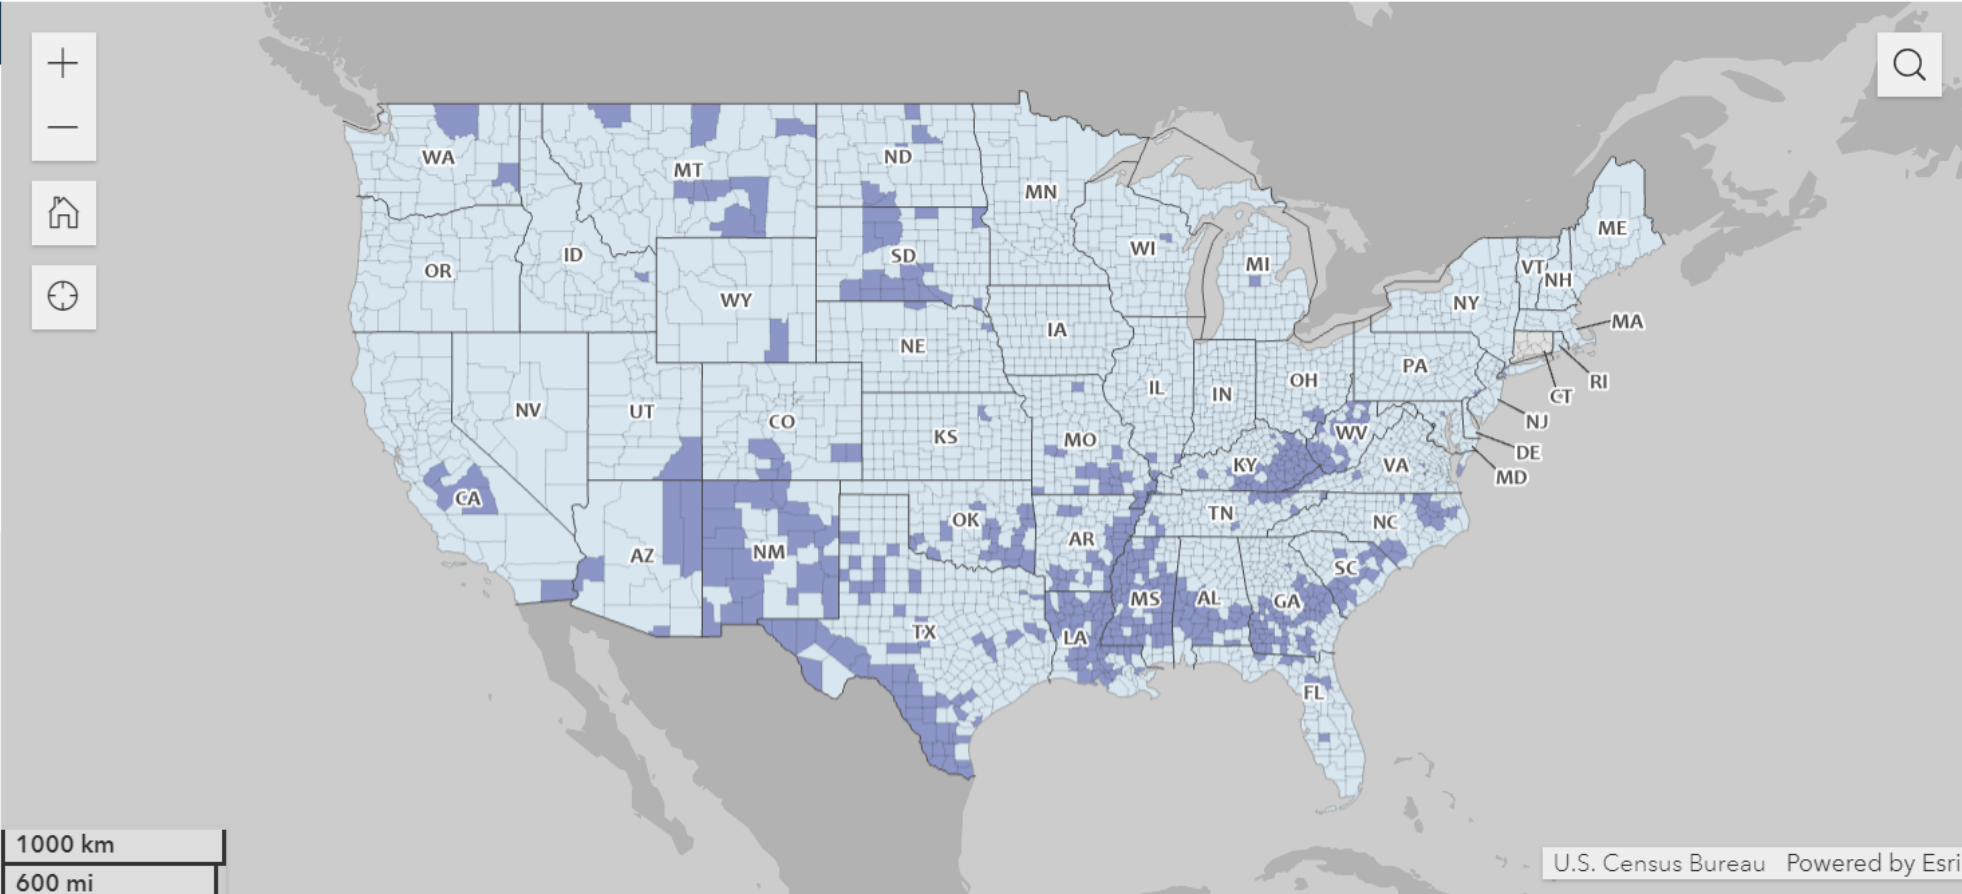 WA
MT
ND
MN
ME
OR
ID
SD
WI
MI
VT
NH
WY
NY
MA
IA
NE
PA
RI
NV
UT
CO
KS
MO
IL
IN
OH
CT
NJ
WV
DE
KY
VA
MD
CA
AZ
NM
OK
AR
TN
NC
SC
MS
AL
GA
TX
LA
FL
1000 km
600 mi
U.S. Census Bureau Powered by Esri